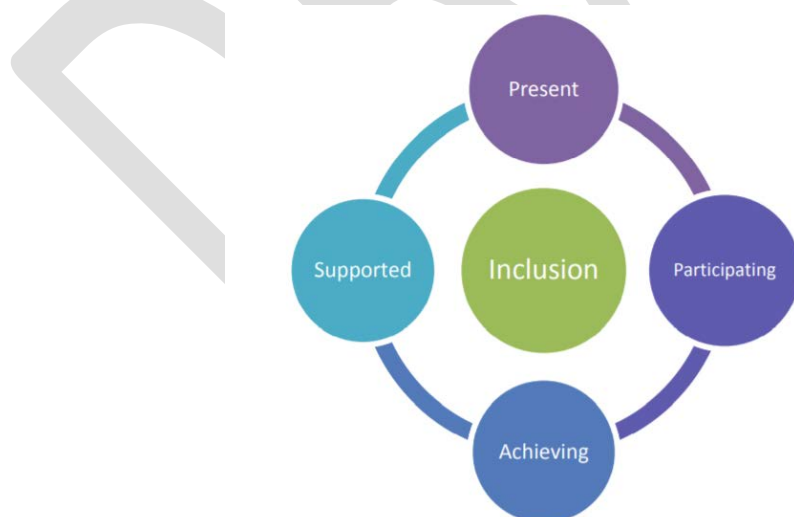 Present
Supported
Inclusion
Participating
Achieving